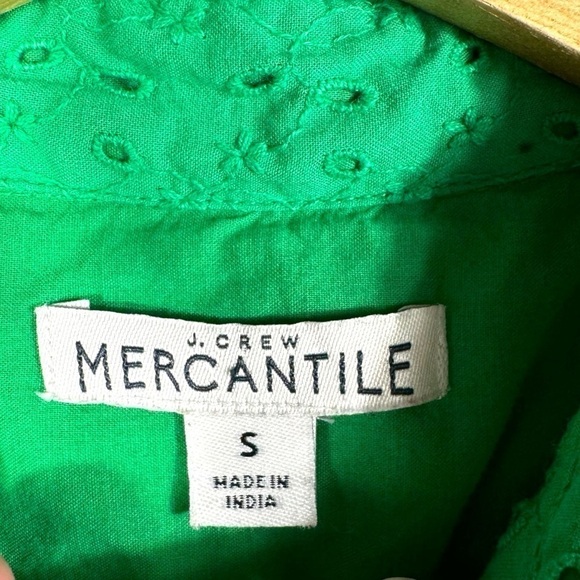 J. CREW
MERCANTILE
S
MADE IN
INDIA